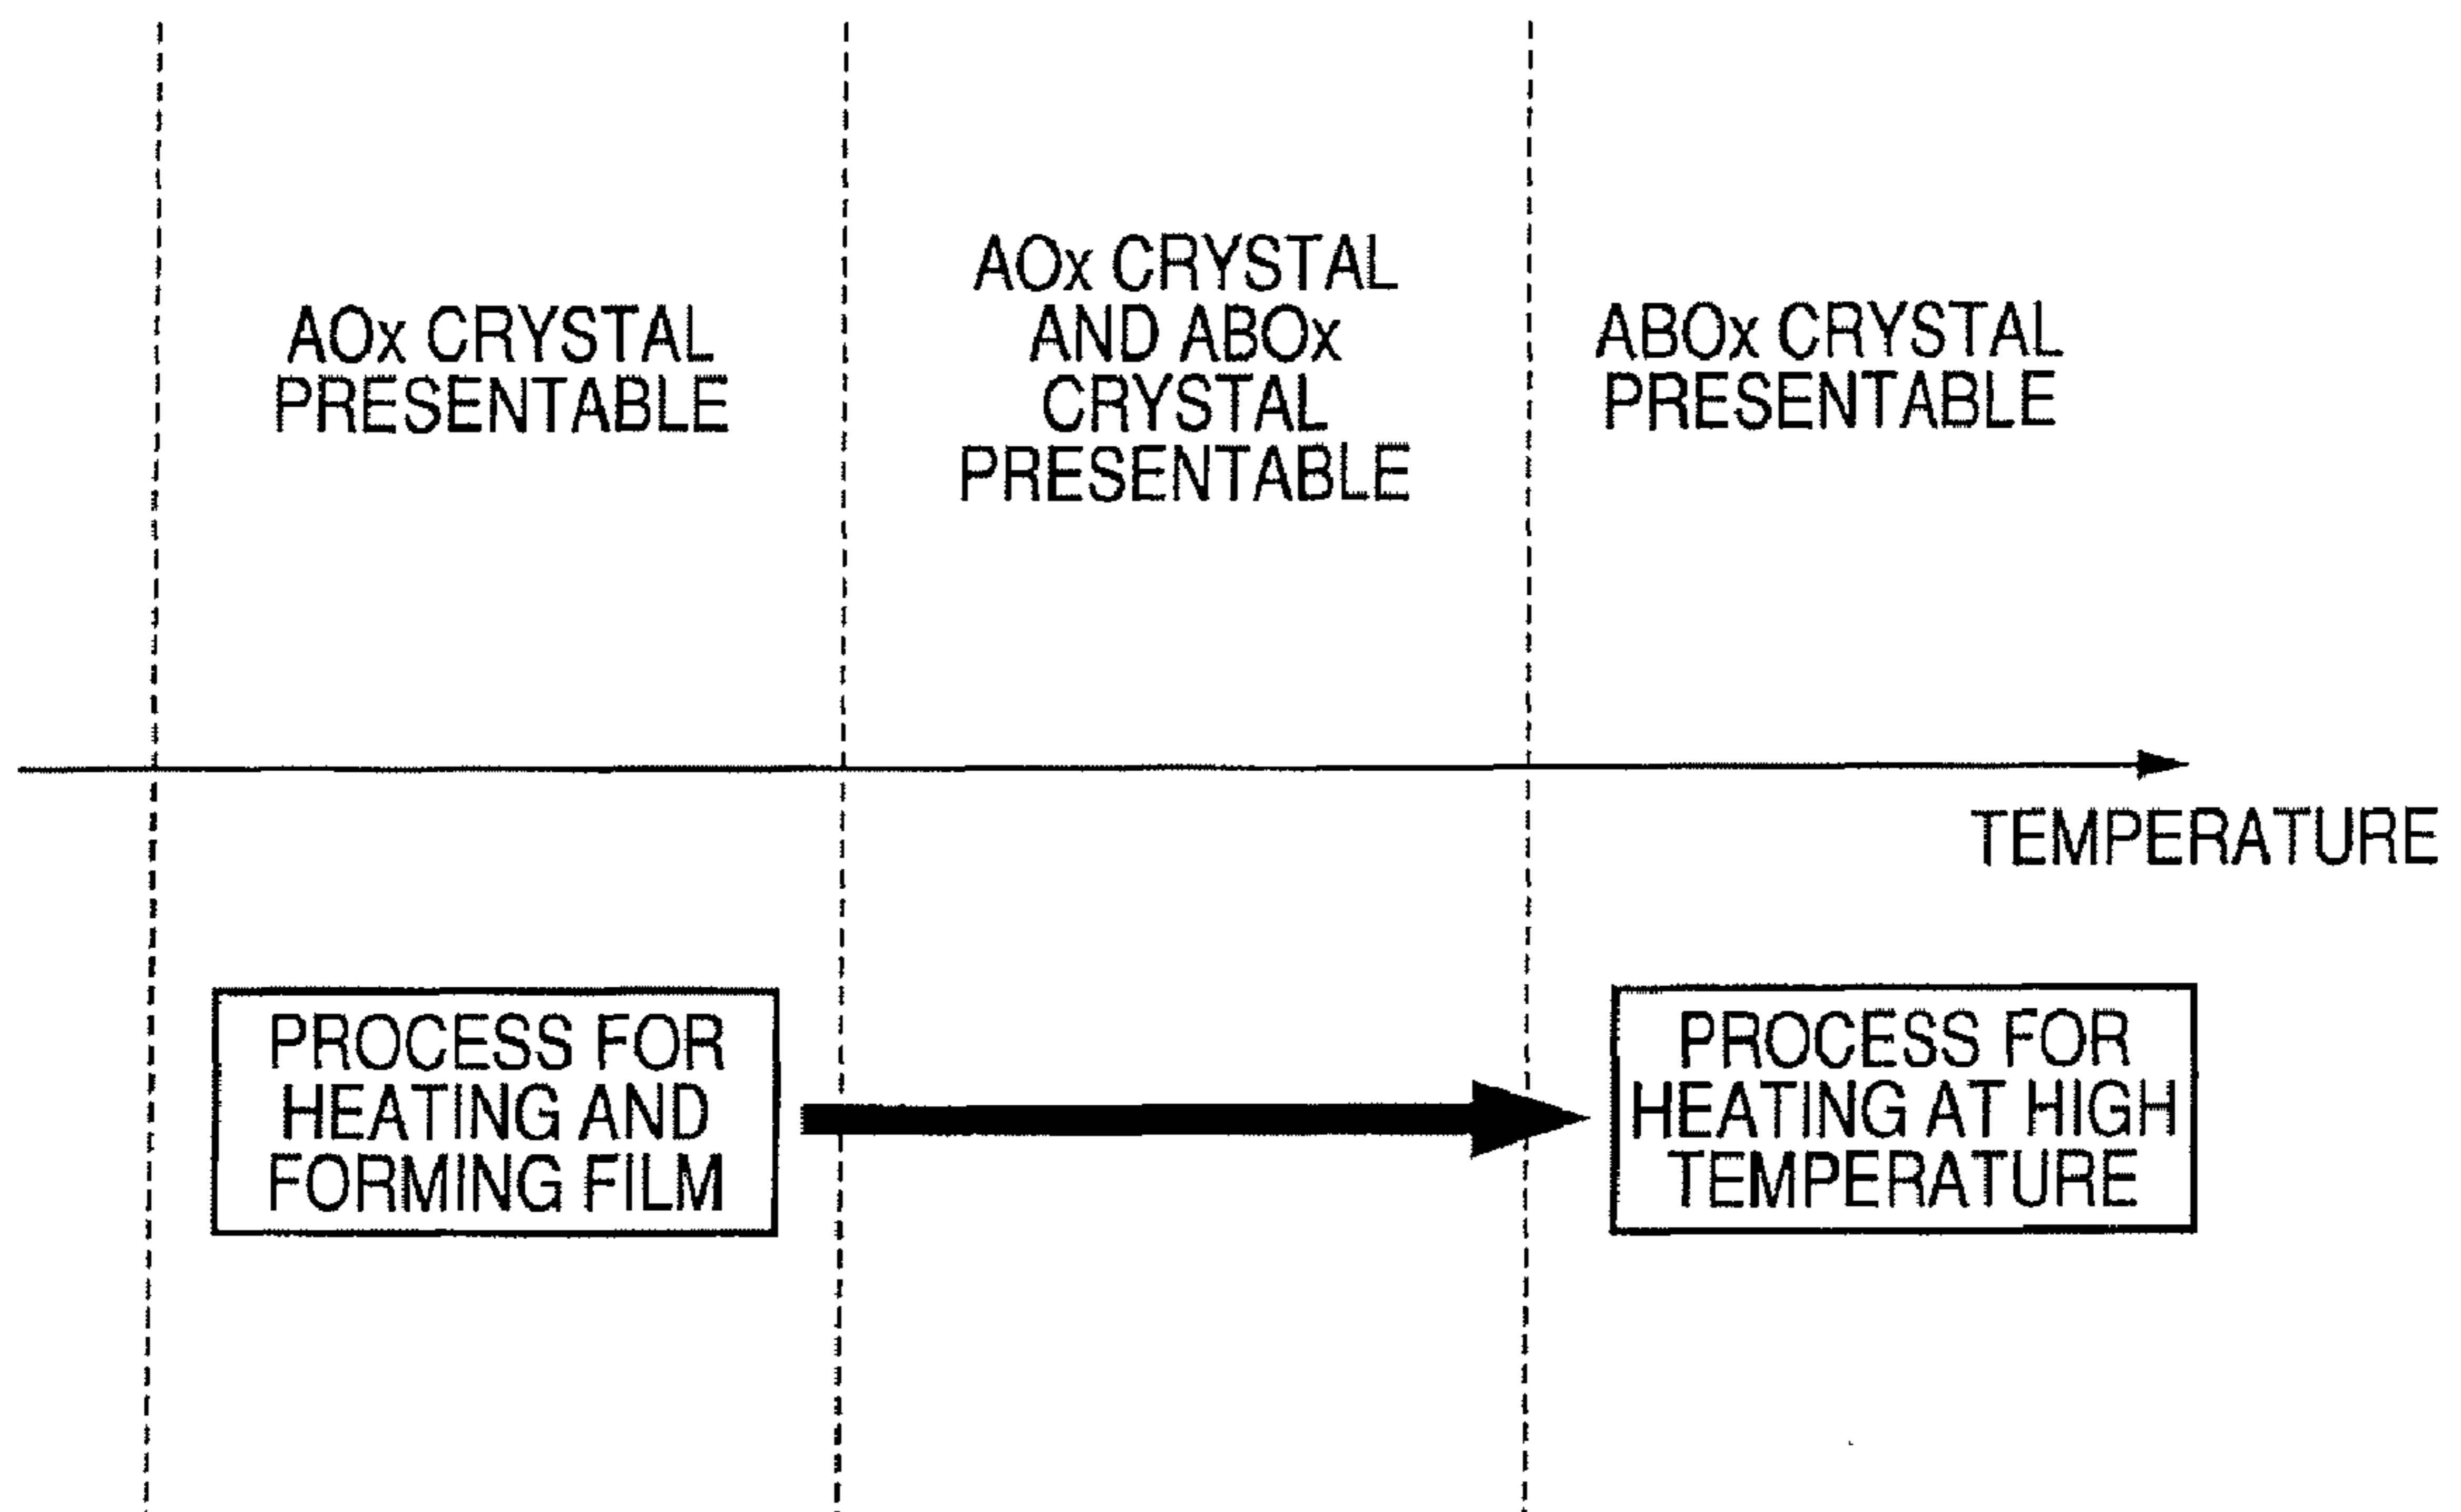 AOx CRYSTAL
PRESENTABLE
AOx CRYSTAL
AND ABOx
CRYSTAL
PRESENTABLE
ABOx CRYSTAL
PRESENTABLE
TEMPERATURE
PROCESS FOR
HEATING AND
FORMING FILM
PROCESS FOR
HEATING AT HIGH
TEMPERATURE